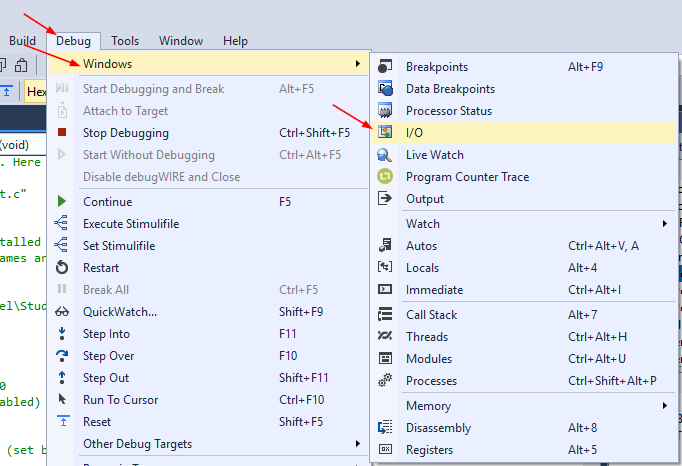 Build Debug Tools Window Help
Windows
Start Debugging and Break Alt+F5
Attach to Target
Stop Debugging Ctrl+Shift+F5
Start Without Debugging Ctrl+Alt+F5
Disable debugWIRE and Close
Continue F5
Execute Stimulifile
Set Stimulifile
Restart
Break All Ctrl+F5
QuickWatch... Shift+F9
Step Into F11
Step Over F10
Step Out Shift+F11
Run To Cursor Ctrl+F10
Reset Shift+F5
Other Debug Targets
Breakpoints Alt+F9
Data Breakpoints
Processor Status
I/O
Live Watch
Program Counter Trace
Output
Watch
Autos Ctrl+Alt+V, A
Locals Alt+4
Immediate Ctrl+Alt+I
Call Stack Alt+7
Threads Ctrl+Alt+H
Modules Ctrl+Alt+U
Processes Ctrl+Shift+Alt+P
Memory
Disassembly Alt+8
Registers Alt+5
Hex
(void)
. Here
t.c"
talled
ames an
el\Stud
0
abled)
(set b